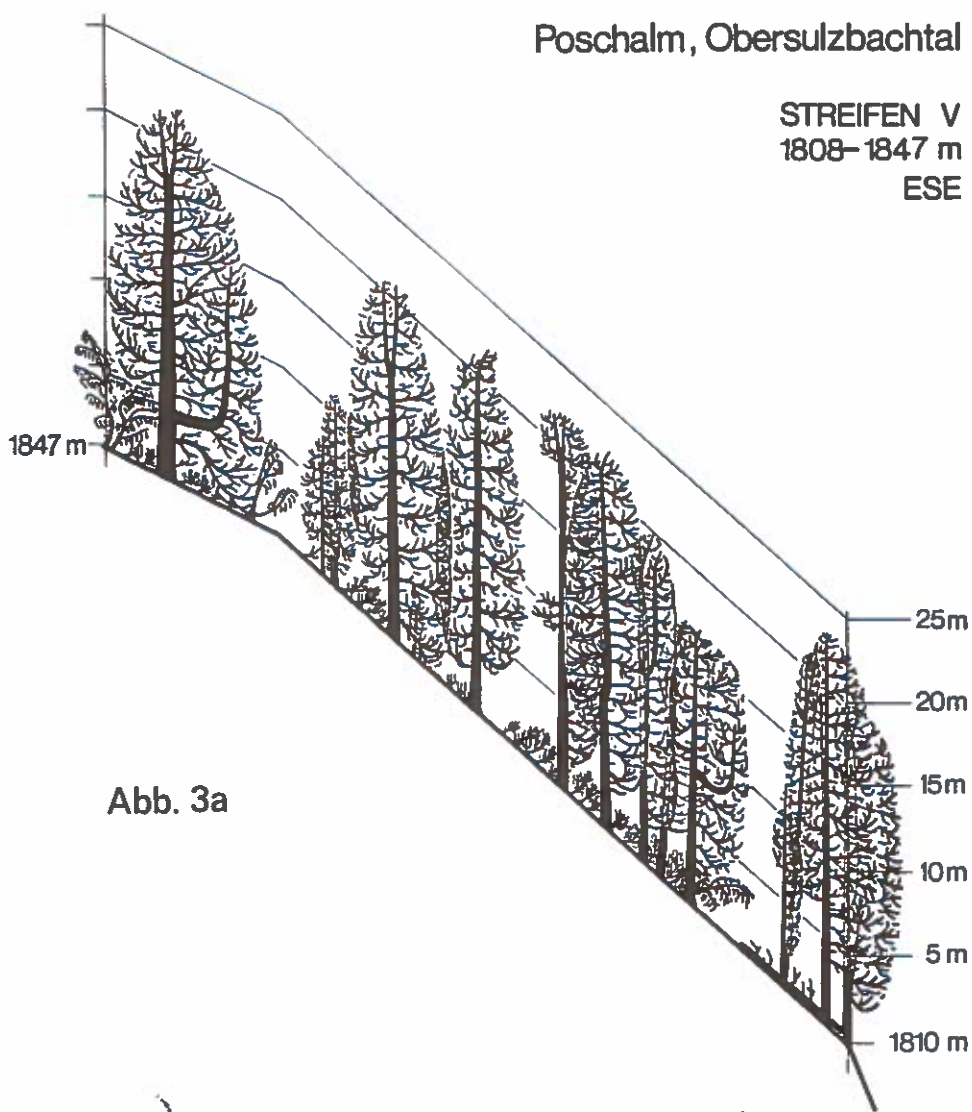 Poschalm, Obersulzbachtal
STREIFEN V
1808-1847 m
ESE
1847 m
25m
20m
15m
10m
5m
1810 m
Abb. 3a